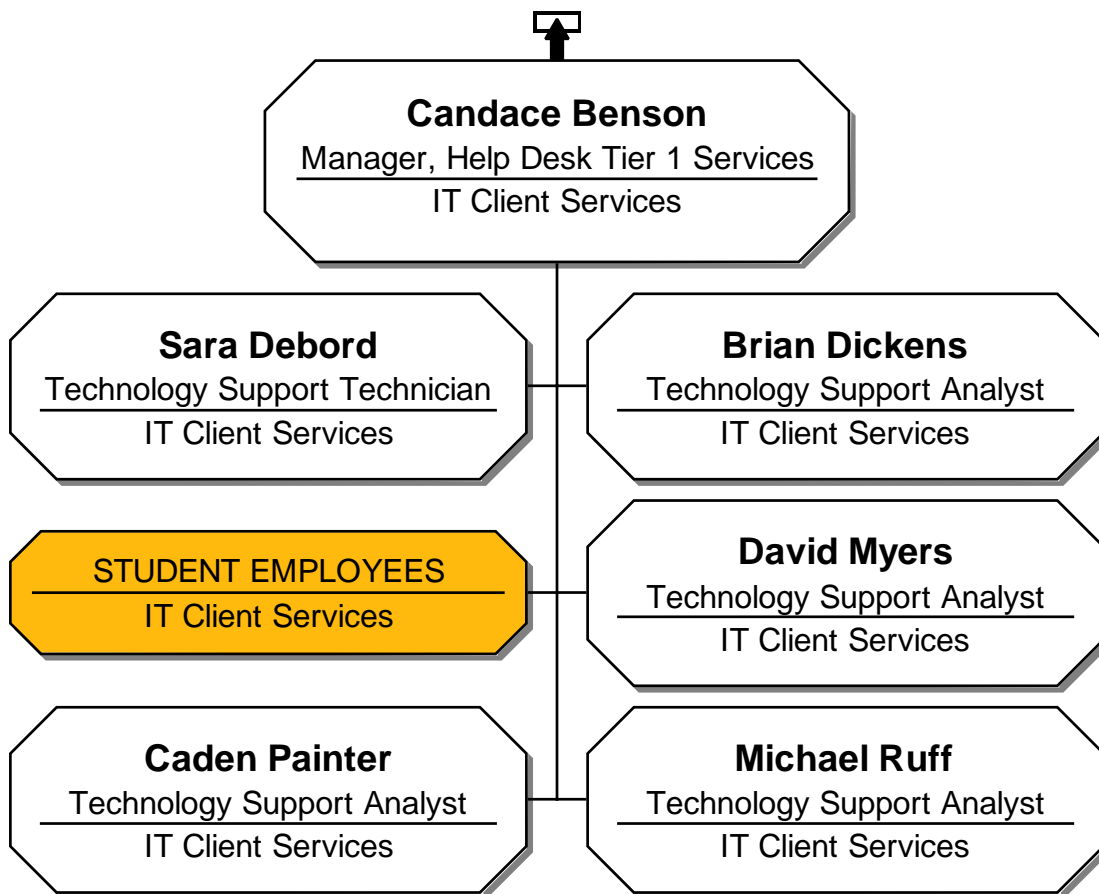 Candace Benson
Manager, Help Desk Tier 1 Services
IT Client Services
Sara Debord
Technology Support Technician
IT Client Services
Brian Dickens
Technology Support Analyst
IT Client Services
STUDENT EMPLOYEES
IT Client Services
David Myers
Technology Support Analyst
IT Client Services
Caden Painter
Technology Support Analyst
IT Client Services
Michael Ruff
Technology Support Analyst
IT Client Services